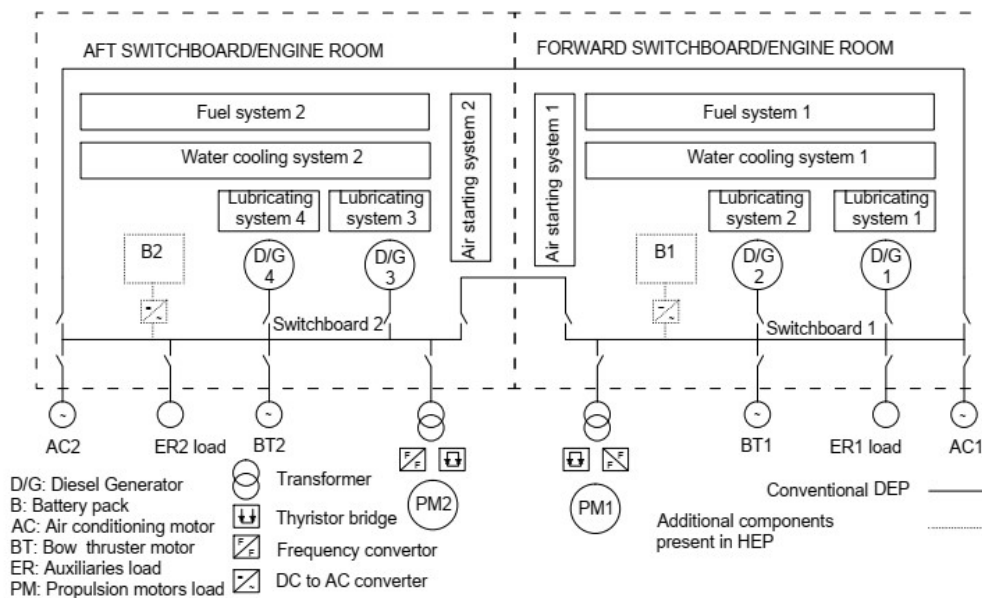 AFT SWITCHBOARD/ENGINE ROOM
FORWARD SWITCHBOARD/ENGINE ROOM
Fuel system 2
Water cooling system 2
Air starting system 2
Lubricating
system 4
Lubricating
system 3
B2
D/G
4
D/G
3
- ~
Switchboard 2
Air starting system 1
Fuel system 1
Water cooling system 1
Lubricating
system 2
Lubricating
system 1
B1
D/G
2
D/G
1
- ~
Switchboard 1
~
~
~
~
AC2
ER2 load
BT2
BT1
ER1 load
AC1
F F
F F
PM2
PM1
D/G: Diesel Generator
B: Battery pack
AC: Air conditioning motor
BT: Bow thruster motor
ER: Auxiliaries load
PM: Propulsion motors load
Transformer
Thyristor bridge
F F
Frequency convertor
- ~
DC to AC converter
Conventional DEP
Additional components
present in HEP